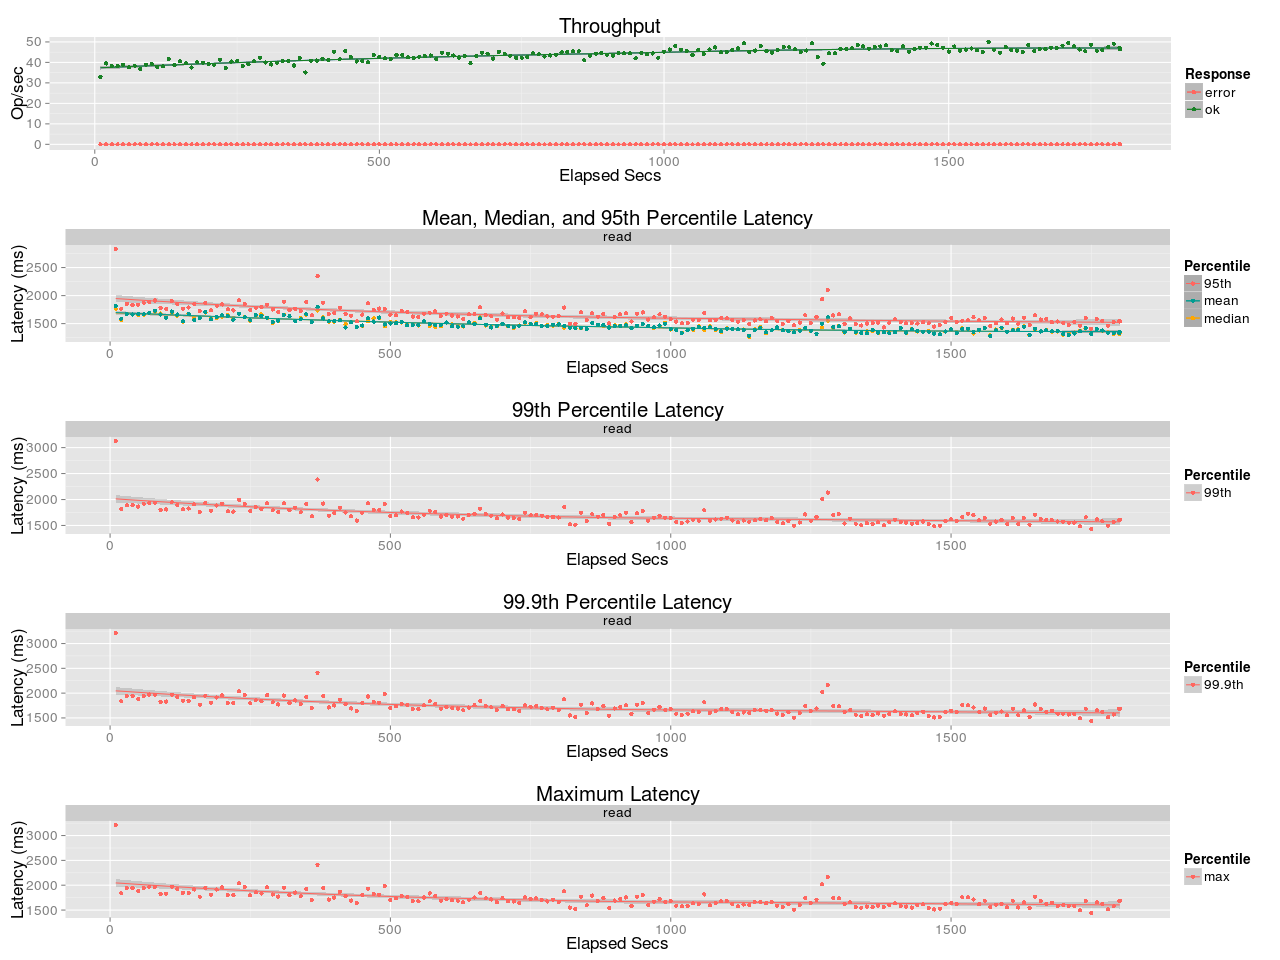 Throughput
50
40
30
20
10
0
Op/sec
0 500 1000 1500
Elapsed Secs
Response
error
ok
Mean, Median, and 95th Percentile Latency
read
2500
2000
1500
Latency (ms)
0 500 1000 1500
Elapsed Secs
Percentile
95th
mean
median
99th Percentile Latency
read
3000
2500
2000
1500
Latency (ms)
0 500 1000 1500
Elapsed Secs
Percentile
99th
99.9th Percentile Latency
read
3000
2500
2000
1500
Latency (ms)
0 500 1000 1500
Elapsed Secs
Percentile
99.9th
Maximum Latency
read
3000
2500
2000
1500
Latency (ms)
0 500 1000 1500
Elapsed Secs
Percentile
max